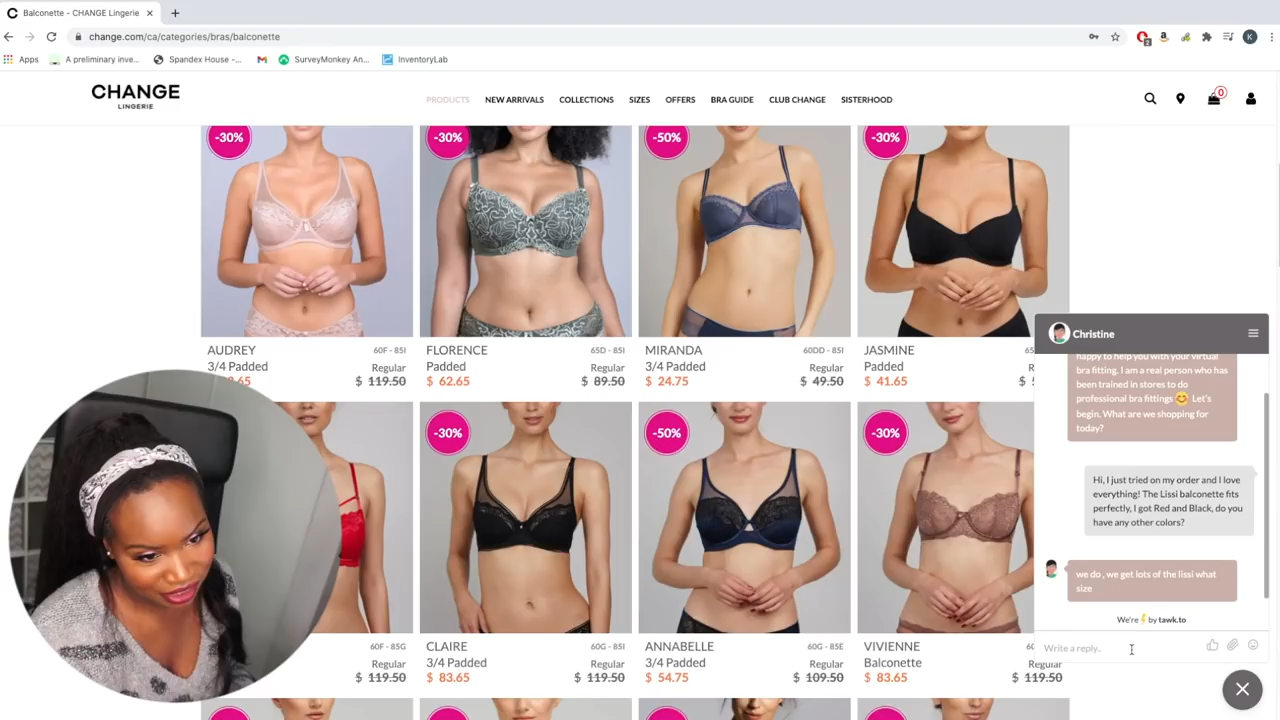 Balconette - CHANGE Lingerie
change.com/ca/categories/bras/balconette
Apps
A preliminary inve...
Spandex House -...
SurveyMonkey An...
InventoryLab
CHANGE
LINGERIE
PRODUCTS
NEW ARRIVALS
COLLECTIONS
SIZES
OFFERS
BRA GUIDE
CLUB CHANGE
SISTERHOOD
0
-30%
-30%
-50%
-30%
AUDREY 60F - 85I
3/4 Padded Regular
$ 119.50
FLORENCE 65D - 85I
Padded Regular
$ 62.65 $ 89.50
MIRANDA 60DD - 85I
3/4 Padded Regular
$ 24.75 $ 49.50
JASMINE
Padded
$ 41.65
-30%
-50%
-30%
60F - 85G
Regular
$ 119.50
CLAIRE 60G - 85I
3/4 Padded Regular
$ 83.65 $ 119.50
ANNABELLE 60G - 85E
3/4 Padded Regular
$ 54.75 $ 109.50
VIVIENNE 60D - 85I
Balconette Regular
$ 83.65 $ 119.50
Christine
happy to help you with your virtual
bra fitting. I am a real person who has
been trained in stores to do
professional bra fittings 😊 Let's
begin. What are we shopping for
today?
Hi, I just tried on my order and I love
everything! The Lissi balconette fits
perfectly, I got Red and Black, do you
have any other colors?
we do , we get lots of the lissi what
size
We're ⚡ by tawk.to
Write a reply..